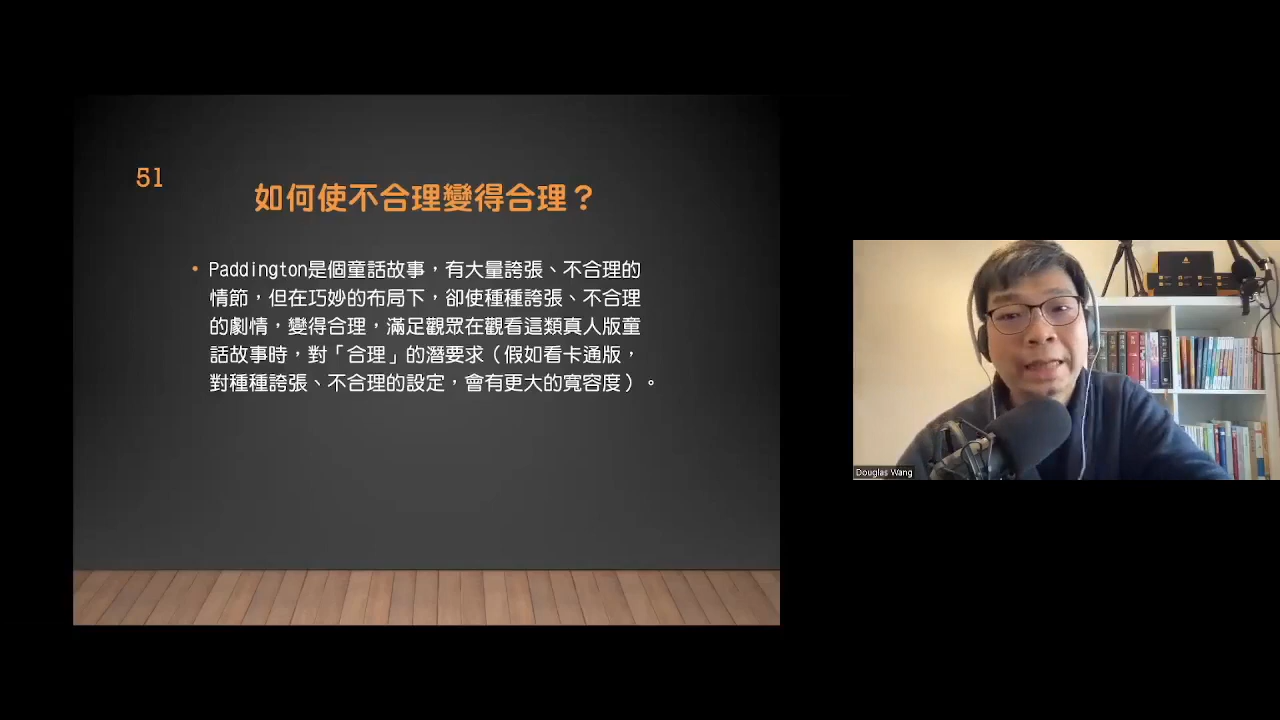 51
如何使不合理變得合理？
• Paddington是個童話故事，有大量誇張、不合理的
情節，但在巧妙的布局下，卻使種種誇張、不合理
的劇情，變得合理，滿足觀眾在觀看這類真人版童
話故事時，對「合理」的潛要求（假如看卡通版，
對種種誇張、不合理的設定，會有更大的寬容度）。
Douglas Wang